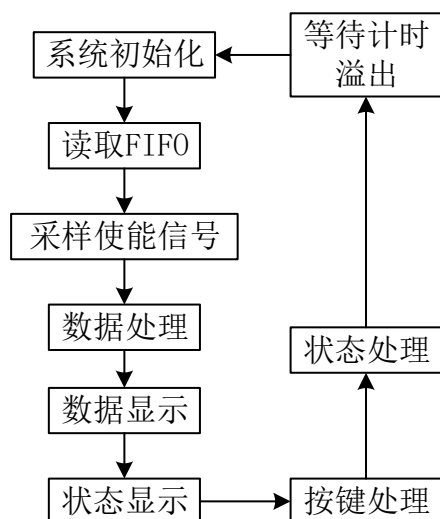 系统初始化
读取FIFO
采样使能信号
数据处理
数据显示
状态显示
按键处理
状态处理
等待计时
溢出